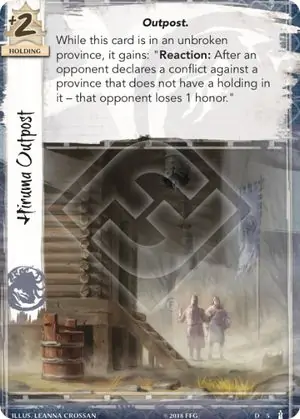 +2
HOLDING
Outpost.
While this card is in an unbroken
province, it gains: "Reaction: After an
opponent declares a conflict against a
province that does not have a holding in
it – that opponent loses 1 honor."
Hiruma Outpost
ILLUS. LEANNA CROSSAN
©2018 FFG
D 5